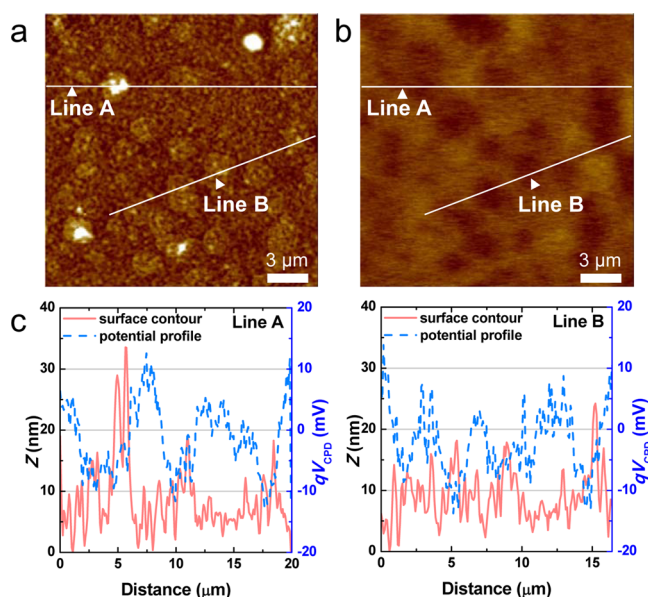 a
b
Line A
Line B
3 μm
Line A
Line B
3 μm
c
surface contour
potential profile
Line A
Z (nm)
40
30
20
10
0
20
10
0
-10
-20
qV_CPD (mV)
0
5
10
15
20
Distance (μm)
surface contour
potential profile
Line B
Z (nm)
40
30
20
10
0
20
10
0
-10
-20
qV_CPD (mV)
0
5
10
15
Distance (μm)